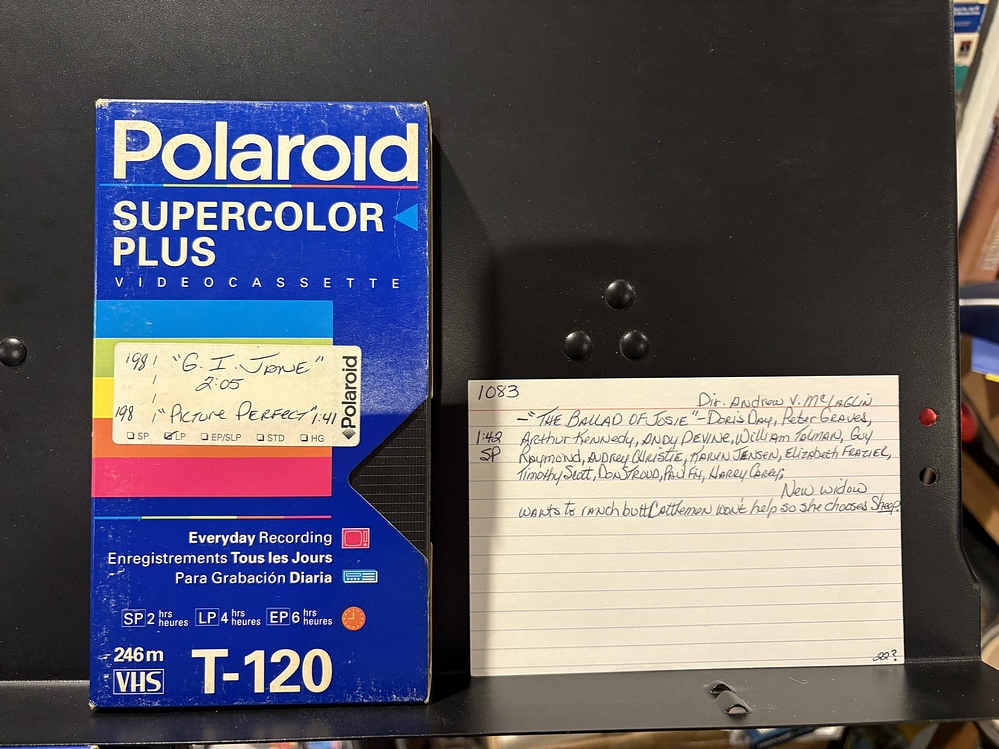 Polaroid
SUPERCOLOR
PLUS
VIDEOCASSETTE
198 "G. I. JANE"
2:05
198 "PICTURE PERFECT" 1:41
SP LP EP/SLP STD HG
Polaroid
Everyday Recording
Enregistrements Tous les Jours
Para Grabación Diaria
SP 2 hrs heures LP 4 hrs heures EP 6 hrs heures
246m
VHS
T-120
1083
Dir. Andrew V. McLaglin
-"THE BALLAD OF JOSIE"-Doris Day, Peter Graves,
1:42 Arthur Kennedy, ANDY DEVINE, William Tolman, Guy
SP Raymond, AUDREY CHRISTIE, KARYN JENSEN, Elizabeth FRAZIEL,
Timothy Scott, DON STROUD, Paul Fix, HARRY CAREY;
New widow
wants to ranch but Cattlemen won't help so she chooses Sheep.